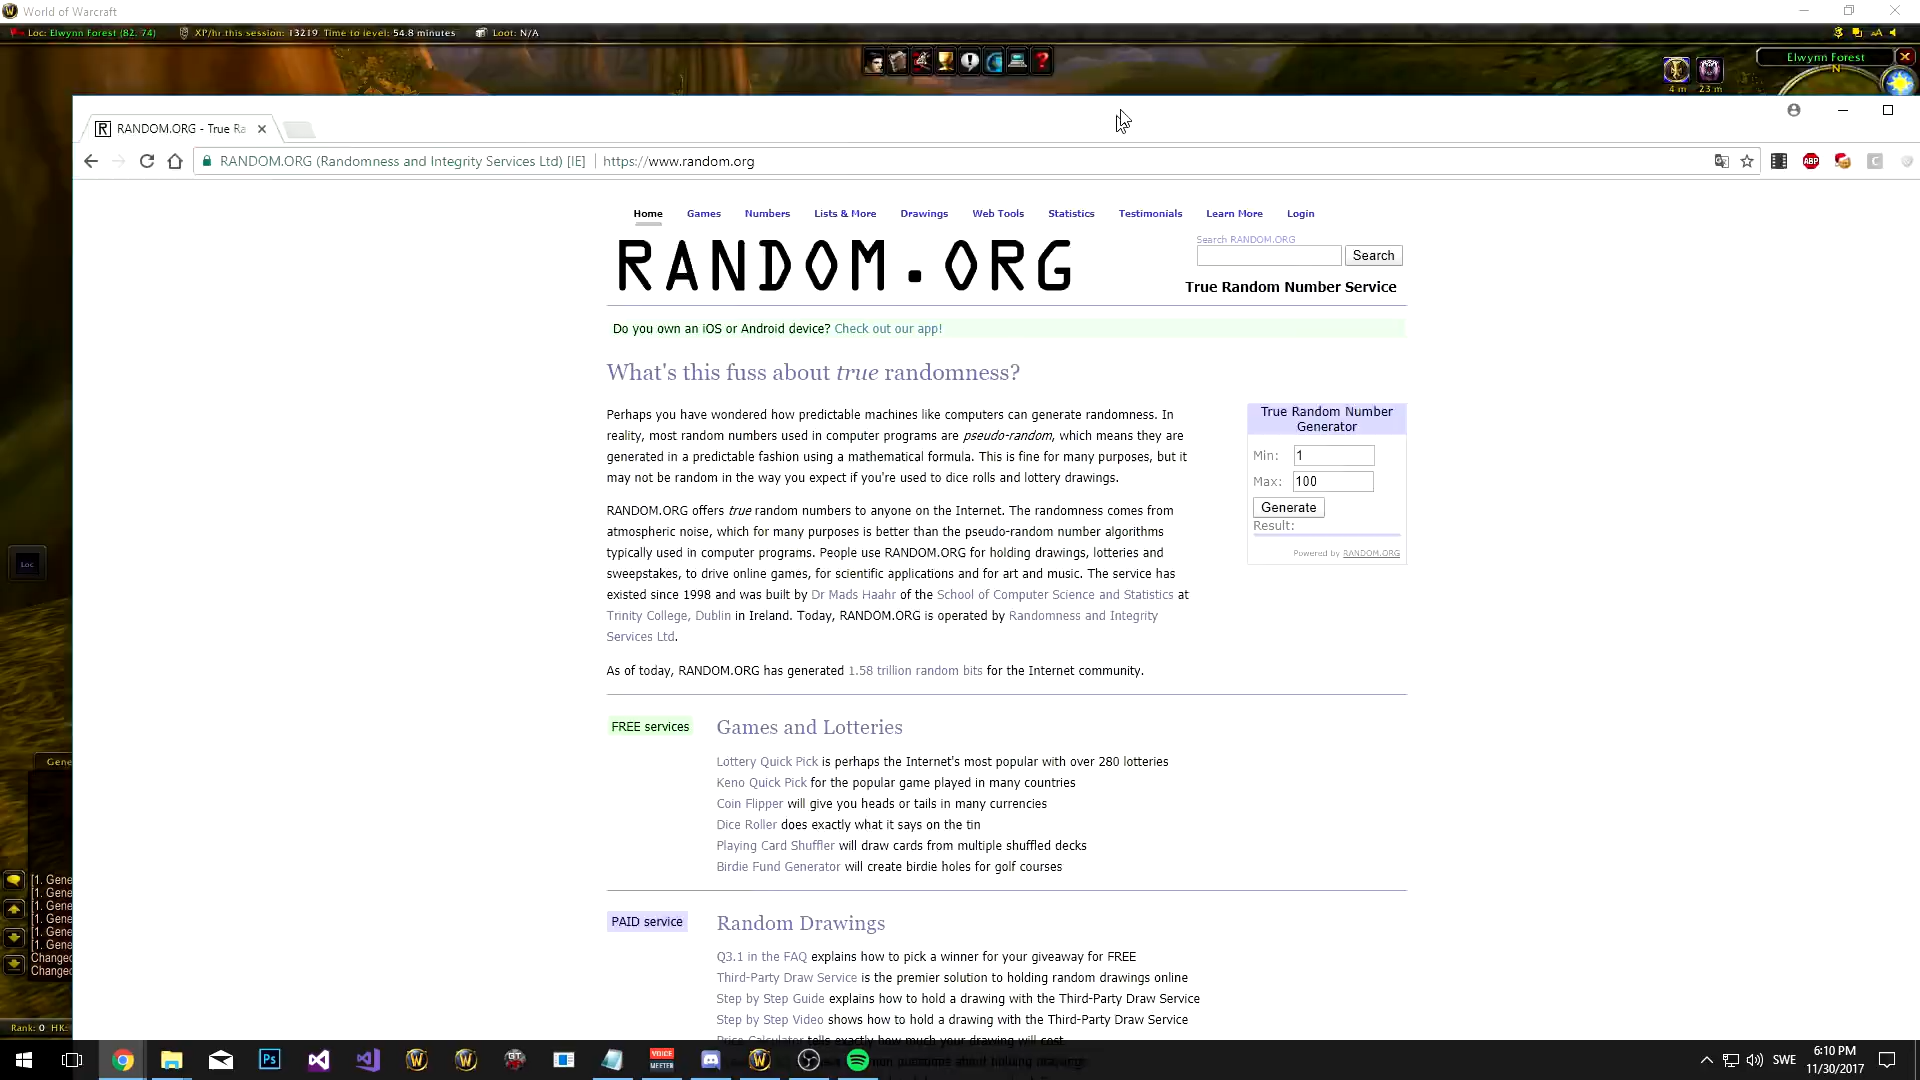 World of Warcraft
Loc: Elwynn Forest (82, 74) XP/hr this session: 13219 Time to level: 54.8 minutes Loot: N/A
Elwynn Forest
N
4 m 23 m
RANDOM.ORG - True Ra
RANDOM.ORG (Randomness and Integrity Services Ltd) [IE] https://www.random.org
ABP
C
Home Games Numbers Lists & More Drawings Web Tools Statistics Testimonials Learn More Login
RANDOM.ORG
Search RANDOM.ORG
Search
True Random Number Service
Do you own an iOS or Android device? Check out our app!
What's this fuss about true randomness?
Perhaps you have wondered how predictable machines like computers can generate randomness. In
reality, most random numbers used in computer programs are pseudo-random, which means they are
generated in a predictable fashion using a mathematical formula. This is fine for many purposes, but it
may not be random in the way you expect if you're used to dice rolls and lottery drawings.
True Random Number
Generator
Min: 1
Max: 100
Generate
Result:
Powered by RANDOM.ORG
RANDOM.ORG offers true random numbers to anyone on the Internet. The randomness comes from
atmospheric noise, which for many purposes is better than the pseudo-random number algorithms
typically used in computer programs. People use RANDOM.ORG for holding drawings, lotteries and
sweepstakes, to drive online games, for scientific applications and for art and music. The service has
existed since 1998 and was built by Dr Mads Haahr of the School of Computer Science and Statistics at
Trinity College, Dublin in Ireland. Today, RANDOM.ORG is operated by Randomness and Integrity
Services Ltd.
Loc
As of today, RANDOM.ORG has generated 1.58 trillion random bits for the Internet community.
FREE services
Games and Lotteries
Lottery Quick Pick is perhaps the Internet's most popular with over 280 lotteries
Keno Quick Pick for the popular game played in many countries
Coin Flipper will give you heads or tails in many currencies
Dice Roller does exactly what it says on the tin
Playing Card Shuffler will draw cards from multiple shuffled decks
Birdie Fund Generator will create birdie holes for golf courses
Gene
[1. Gene
[1. Gene
[1. Gene
[1. Gene
[1. Gene
[1. Gene
Changed
Changed
PAID service
Random Drawings
Q3.1 in the FAQ explains how to pick a winner for your giveaway for FREE
Third-Party Draw Service is the premier solution to holding random drawings online
Step by Step Guide explains how to hold a drawing with the Third-Party Draw Service
Step by Step Video shows how to hold a drawing with the Third-Party Draw Service
Price Calculator tells exactly how much your drawing will cost
Rank: 0 HK:
Ps
GT
VOICE
MEETER
SWE
6:10 PM
11/30/2017